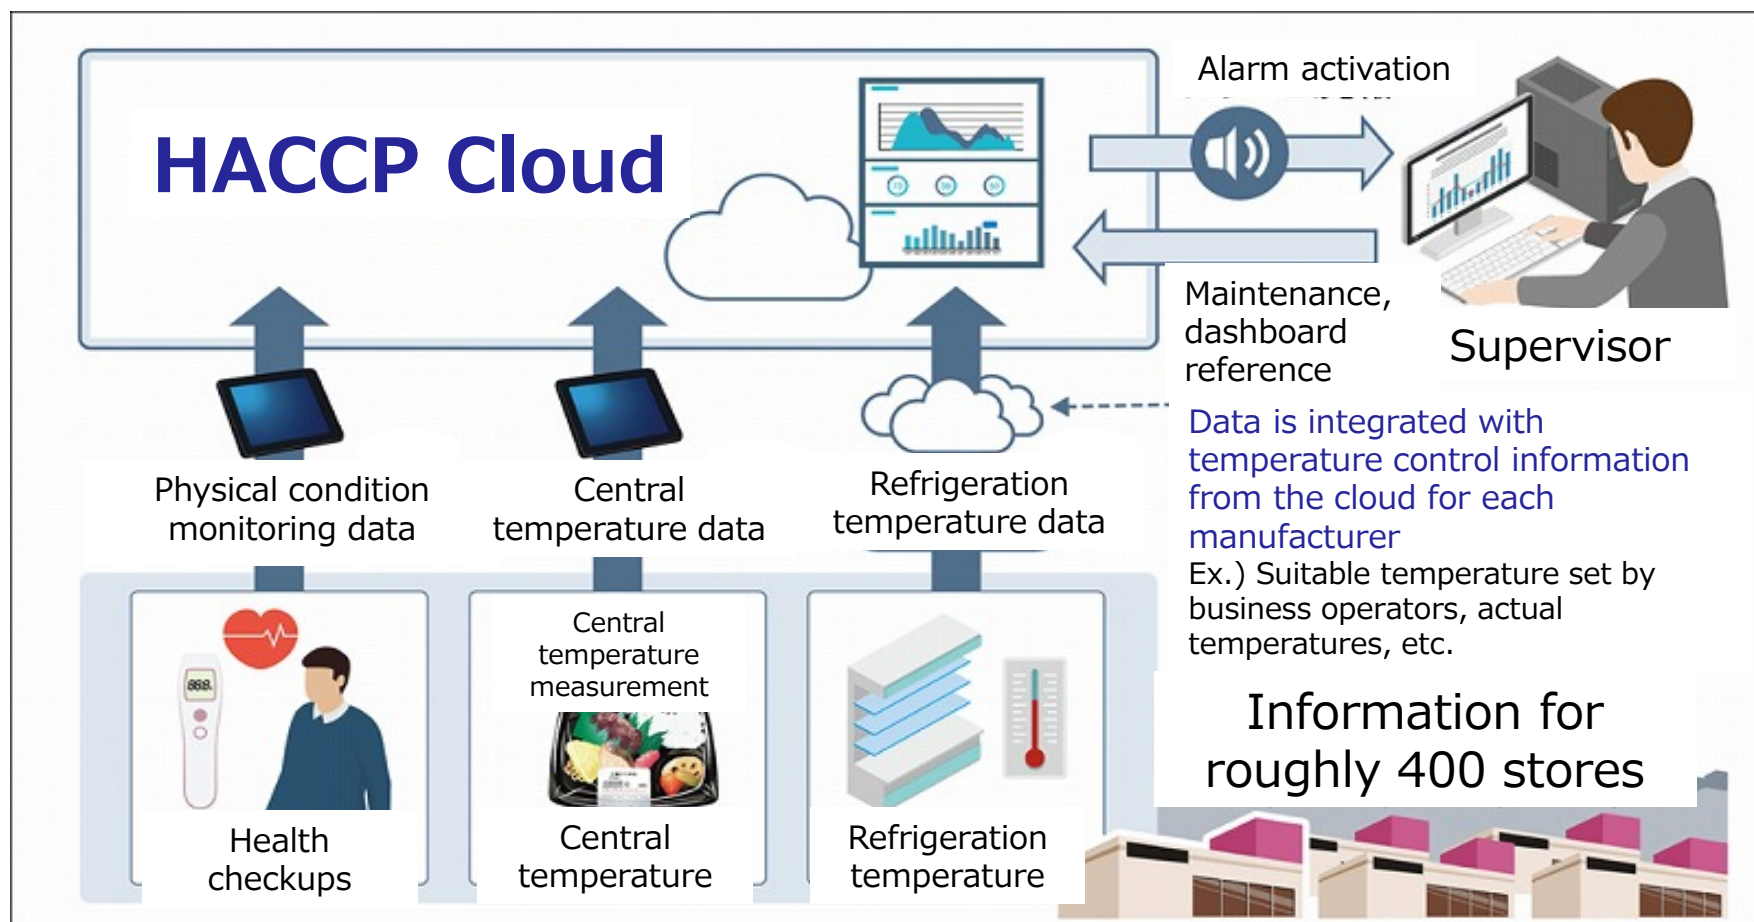 HACCP Cloud
Alarm activation
Maintenance,
dashboard
reference
Supervisor
Physical condition
monitoring data
Central
temperature data
Refrigeration
temperature data
Data is integrated with
temperature control information
from the cloud for each
manufacturer
Ex.) Suitable temperature set by
business operators, actual
temperatures, etc.
Central
temperature
measurement
Health
checkups
Central
temperature
Refrigeration
temperature
Information for
roughly 400 stores